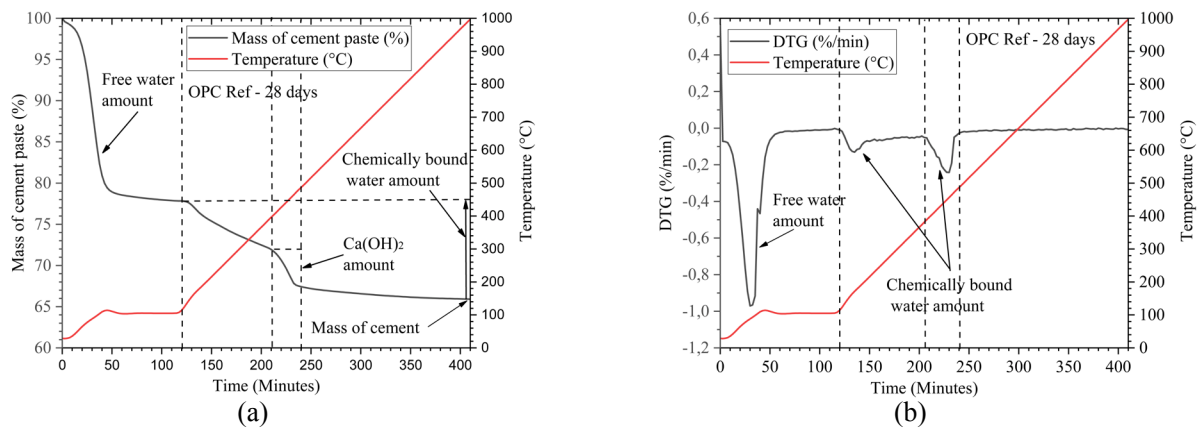 Mass of cement paste (%)
Temperature (°C)
OPC Ref - 28 days
Free water
amount
Chemically bound
water amount
Ca(OH)2
amount
Mass of cement
100
95
90
85
80
75
70
65
60
Mass of cement paste (%)
1000
900
800
700
600
500
400
300
200
100
0
Temperature (°C)
0 50 100 150 200 250 300 350 400
Time (Minutes)
(a)
DTG (%/min)
Temperature (°C)
OPC Ref - 28 days
Free water
amount
Chemically bound
water amount
0,6
0,4
0,2
0,0
-0,2
-0,4
-0,6
-0,8
-1,0
-1,2
DTG (%/min)
1000
900
800
700
600
500
400
300
200
100
0
Temperature (°C)
0 50 100 150 200 250 300 350 400
Time (Minutes)
(b)